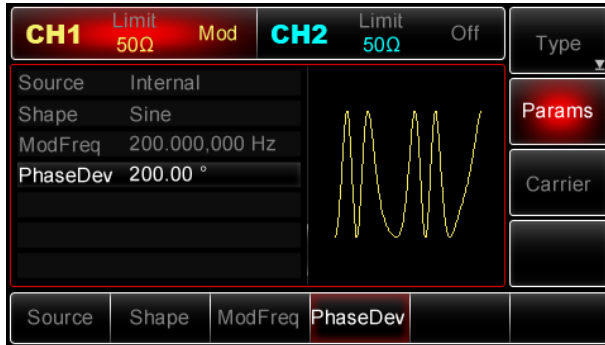 CH1 Limit 50Ω Mod CH2 Limit 50Ω Off
Type
Source Internal
Shape Sine
ModFreq 200.000,000 Hz
PhaseDev 200.00 °
Params
Carrier
Source Shape ModFreq PhaseDev